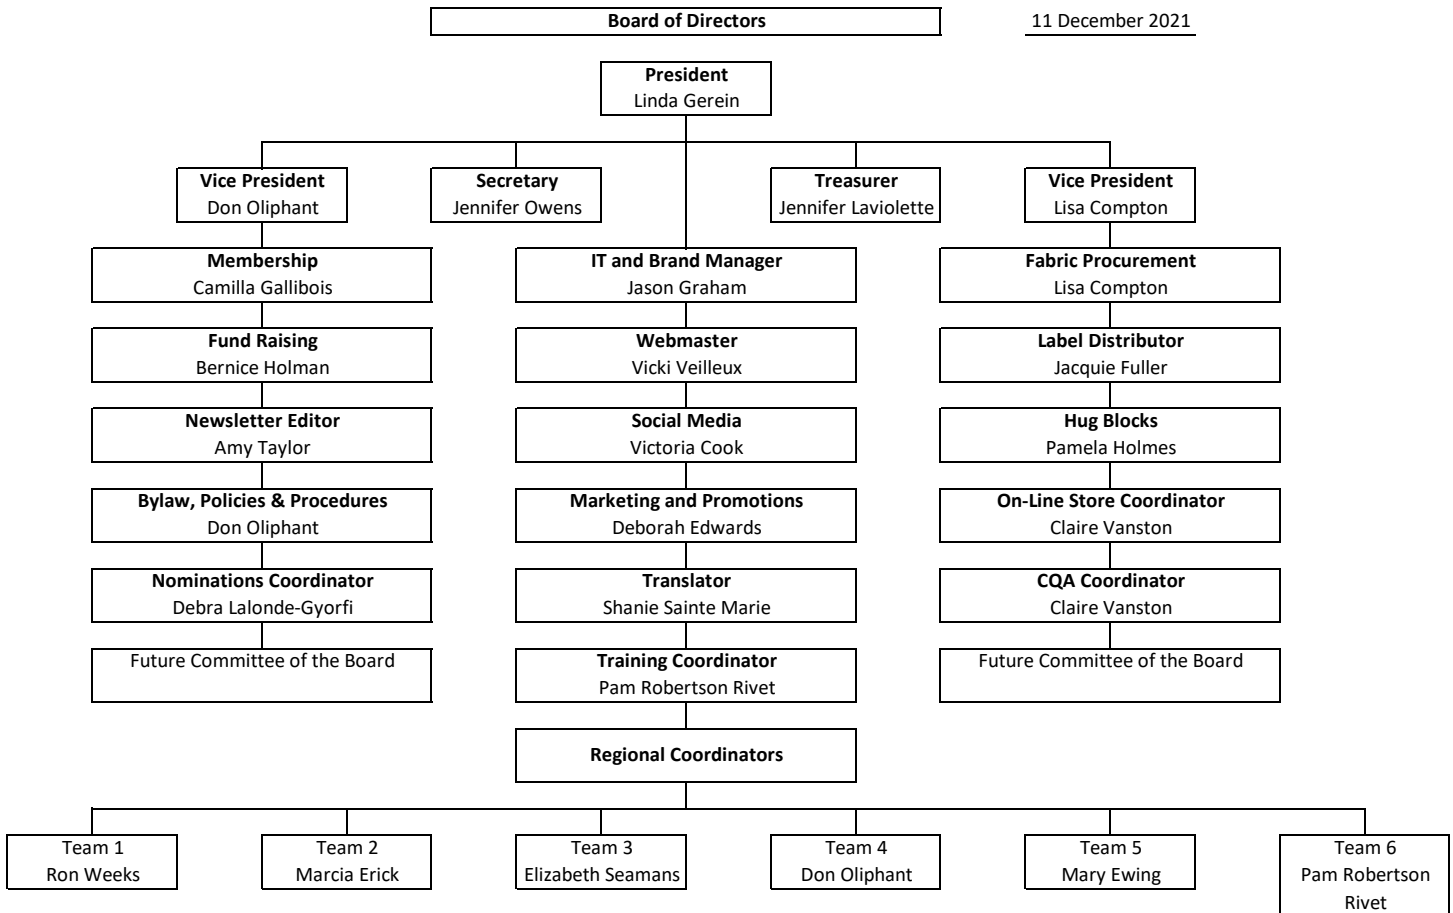 Board of Directors
11 December 2021
President
Linda Gerein
Vice President
Don Oliphant
Secretary
Jennifer Owens
Treasurer
Jennifer Laviolette
Vice President
Lisa Compton
Membership
Camilla Gallibois
IT and Brand Manager
Jason Graham
Fabric Procurement
Lisa Compton
Fund Raising
Bernice Holman
Webmaster
Vicki Veilleux
Label Distributor
Jacquie Fuller
Newsletter Editor
Amy Taylor
Social Media
Victoria Cook
Hug Blocks
Pamela Holmes
Bylaw, Policies & Procedures
Don Oliphant
Marketing and Promotions
Deborah Edwards
On-Line Store Coordinator
Claire Vanston
Nominations Coordinator
Debra Lalonde-Gyorfi
Translator
Shanie Sainte Marie
CQA Coordinator
Claire Vanston
Future Committee of the Board
Training Coordinator
Pam Robertson Rivet
Future Committee of the Board
Regional Coordinators
Team 1
Ron Weeks
Team 2
Marcia Erick
Team 3
Elizabeth Seamans
Team 4
Don Oliphant
Team 5
Mary Ewing
Team 6
Pam Robertson
Rivet